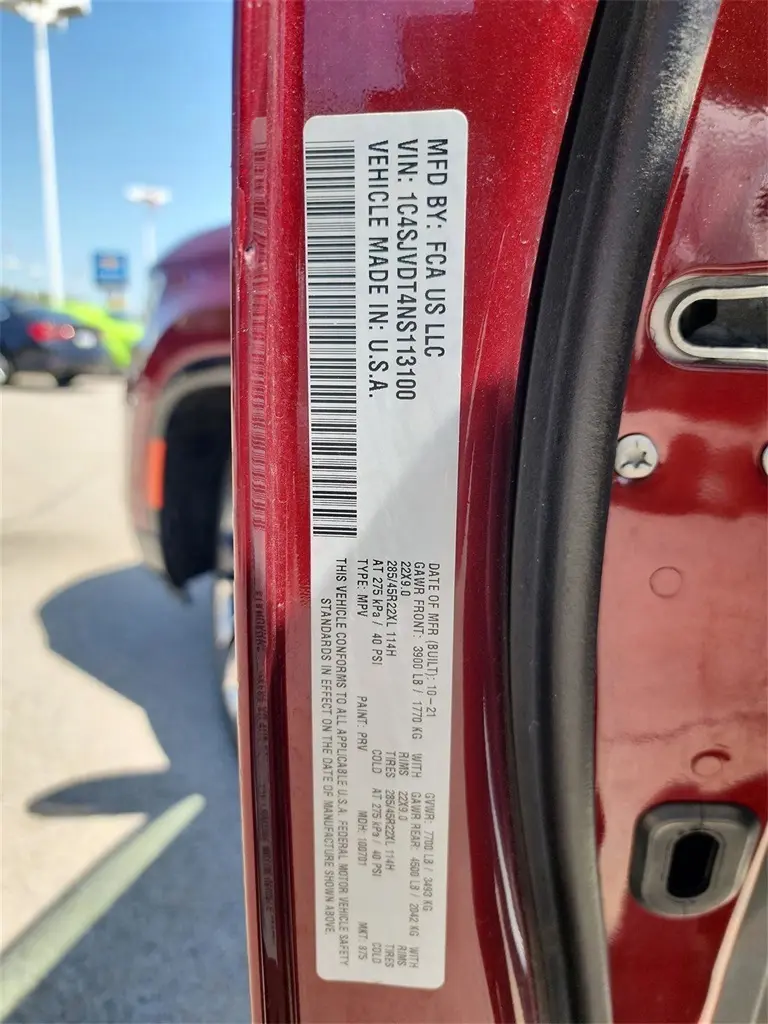 MFD BY: FCA US LLC
VIN: 1C4SJVDT4NS113100
VEHICLE MADE IN: U.S.A.
DATE OF MFR (BUILT): 10-21 GVWR: 7700 LB / 3493 KG
GAWR FRONT: 3900 LB / 1770 KG WITH GAWR REAR: 4500 LB / 2042 KG WITH
22X9.0 RIMS 22X9.0 RIMS
285/45R22XL 114H TIRES 285/45R22XL 114H TIRES
AT 275 kPa / 40 PSI COLD AT 275 kPa / 40 PSI COLD
TYPE: MPV PAINT: PRV MDH: 100701 MKT: 875
THIS VEHICLE CONFORMS TO ALL APPLICABLE U.S.A. FEDERAL MOTOR VEHICLE SAFETY
STANDARDS IN EFFECT ON THE DATE OF MANUFACTURE SHOWN ABOVE.